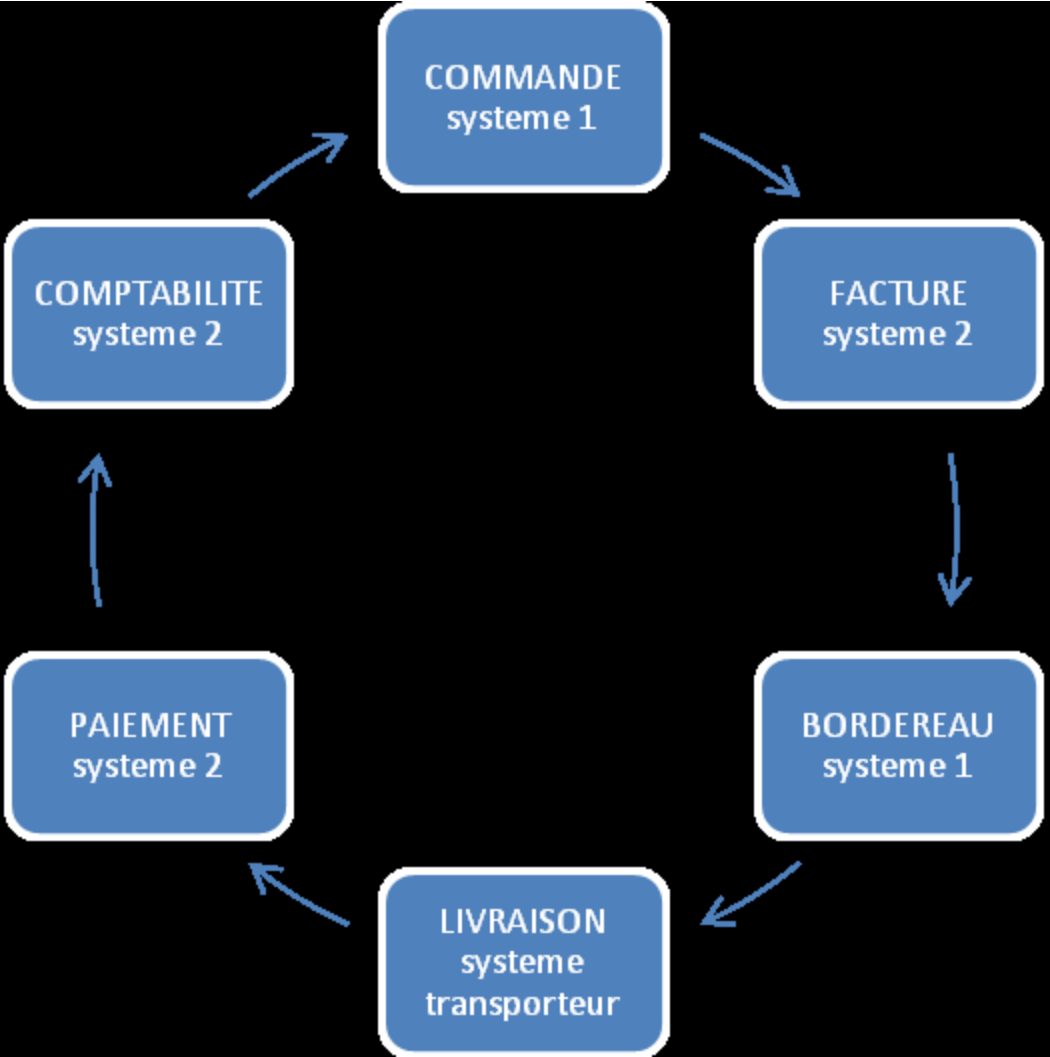 COMMANDE
systeme 1
FACTURE
systeme 2
BORDEREAU
systeme 1
LIVRAISON
systeme
transporteur
PAIEMENT
systeme 2
COMPTABILITE
systeme 2